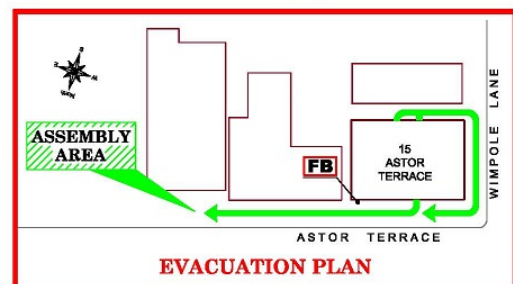 ASSEMBLY
AREA
FB
15
ASTOR
TERRACE
WIMPOLE LANE
ASTOR TERRACE
EVACUATION PLAN